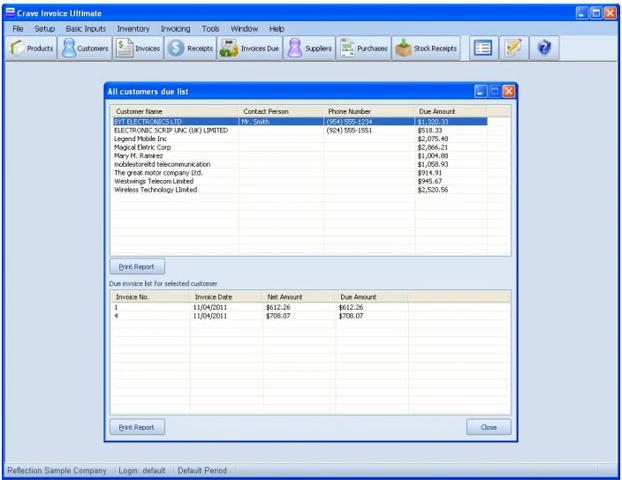 Crave Invoice Ultimate
File Setup Basic Inputs Inventory Invoicing Tools Window Help
Products Customers Invoices Receipts Invoices Due Suppliers Purchases Stock Receipts
All customers due list
Customer Name Contact Person Phone Number Due Amount
BYT ELECTRONICS LTD Mr. Smith (954) 555-1234 $1,320.33
ELECTRONIC SCRIP UNC (UK) LIMITED (924) 555-1551 $518.33
Legend Mobile Inc $2,075.48
Magical Eletric Corp $2,866.21
Mary M. Ramirez $1,004.88
mobilestoreltd telecommunication $1,058.93
The great motor company Ltd. $914.91
Westwings Telecom Limited $945.67
Wireless Technology LImited $2,520.56
Print Report
Due invoice list for selected customer
Invoice No. Invoice Date Net Amount Due Amount
1 11/04/2011 $612.26 $612.26
4 11/04/2011 $708.07 $708.07
Print Report Close
Reflection Sample Company Login: default Default Period